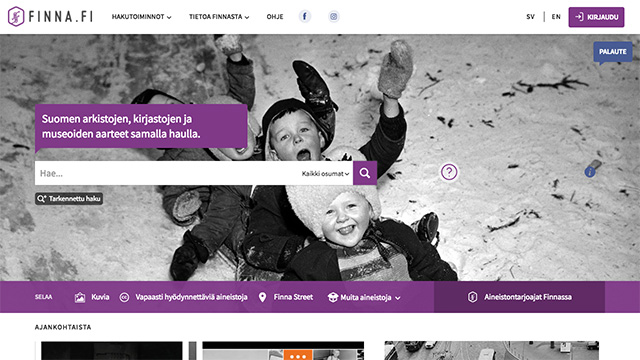 FINNA.FI
HAKUTOIMINNOT
TIETOA FINNASTA
OHJE
f
SV | EN
KIRJAUDU
PALAUTE
Suomen arkistojen, kirjastojen ja
museoiden aarteet samalla haulla.
Hae...
Kaikki osumat
?
i
Tarkennettu haku
SELAA
Kuvia
Vapaasti hyödynnettäviä aineistoja
Finna Street
Muita aineistoja
Aineistontarjoajat Finnassa
AJANKOHTAISTA